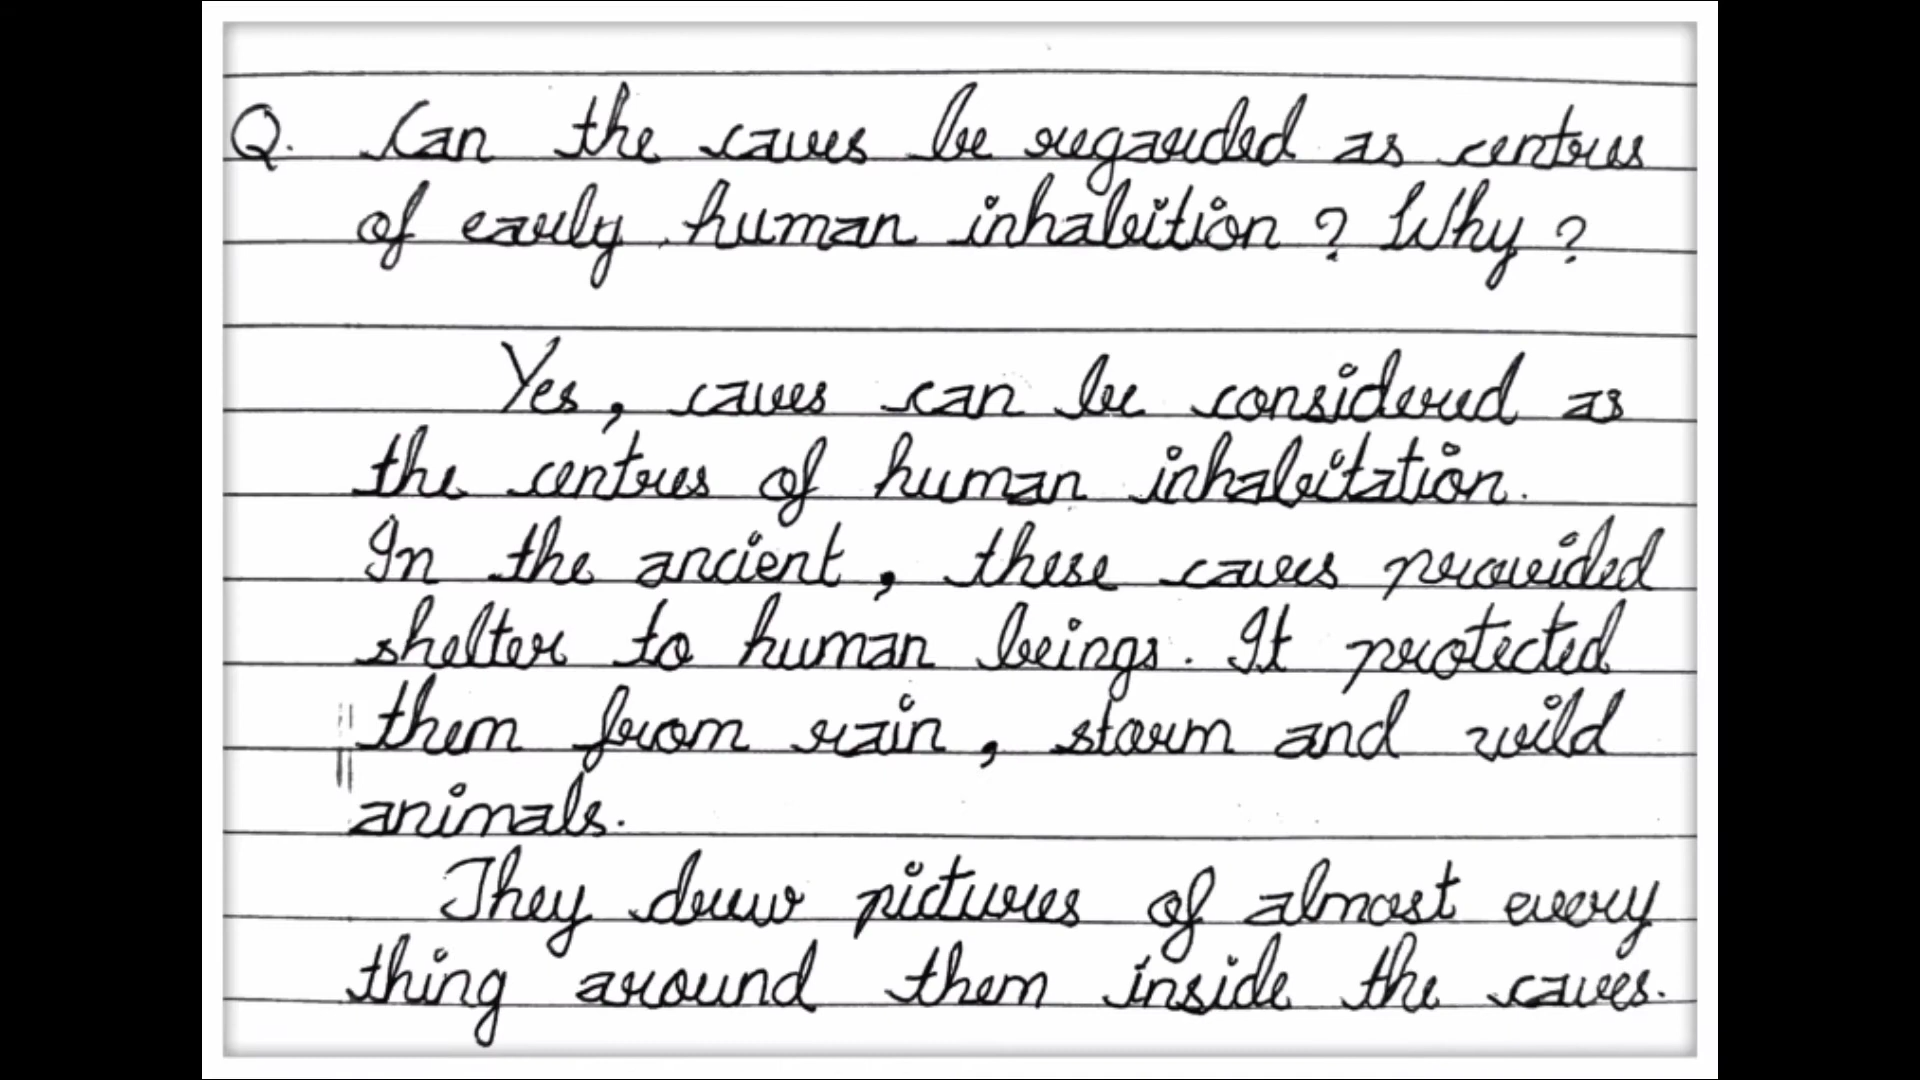 Q. Can the caves be regarded as centres
of early human inhabition ? Why ?
Yes, caves can be considered as
the centres of human inhabitation.
In the ancient, these caves provided
shelter to human beings. It protected
them from rain, storm and wild
animals.
They drew pictures of almost every
thing around them inside the caves.